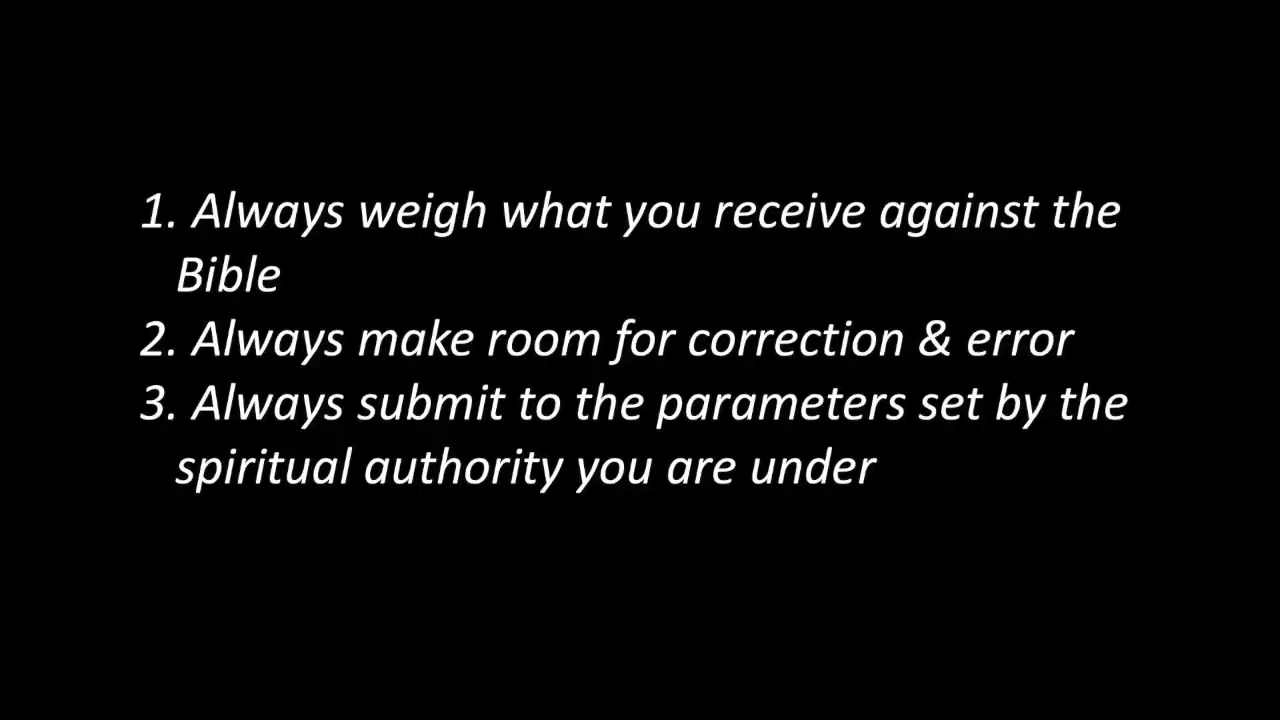 1. Always weigh what you receive against the
Bible
2. Always make room for correction & error
3. Always submit to the parameters set by the
spiritual authority you are under